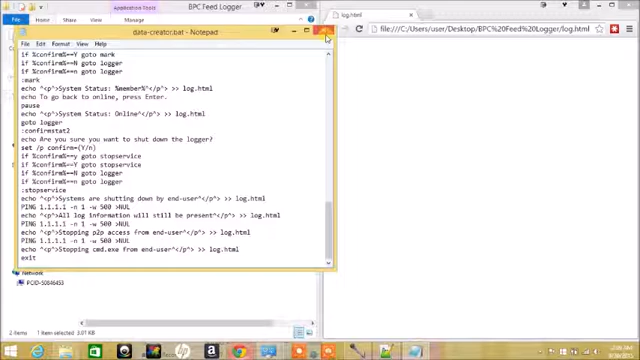 Application Tools
BPC Feed Logger
File
data-creator.bat - Notepad
File Edit Format View Help
if %confirm%==Y goto mark
if %confirm%==N goto logger
if %confirm%==n goto logger
:mark
echo ^<p^>System Status: %member%^</p^> >> log.html
echo To go back to online, press Enter.
pause
echo ^<p^>System Status: Online^</p^> >> log.html
goto logger
:confirmstat2
echo Are you sure you want to shut down the logger?
set /p confirm=(Y/n)
if %confirm%==y goto stopservice
if %confirm%==Y goto stopservice
if %confirm%==N goto logger
if %confirm%==n goto logger
:stopservice
echo ^<p^>Systems are shutting down by end-user^</p^> >> log.html
PING 1.1.1.1 -n 1 -w 500 >NUL
echo ^<p^>All log information will still be present^</p^> >> log.html
PING 1.1.1.1 -n 1 -w 500 >NUL
echo ^<p^>Stopping p2p access from end-user^</p^> >> log.html
PING 1.1.1.1 -n 1 -w 500 >NUL
echo ^<p^>Stopping cmd.exe from end-user^</p^> >> log.html
exit
Network
PCID-50846453
2 items 1 item selected 3.07 KB
log.html
file:///C:/Users/user/Desktop/BPC%20Feed%20Logger/log.html